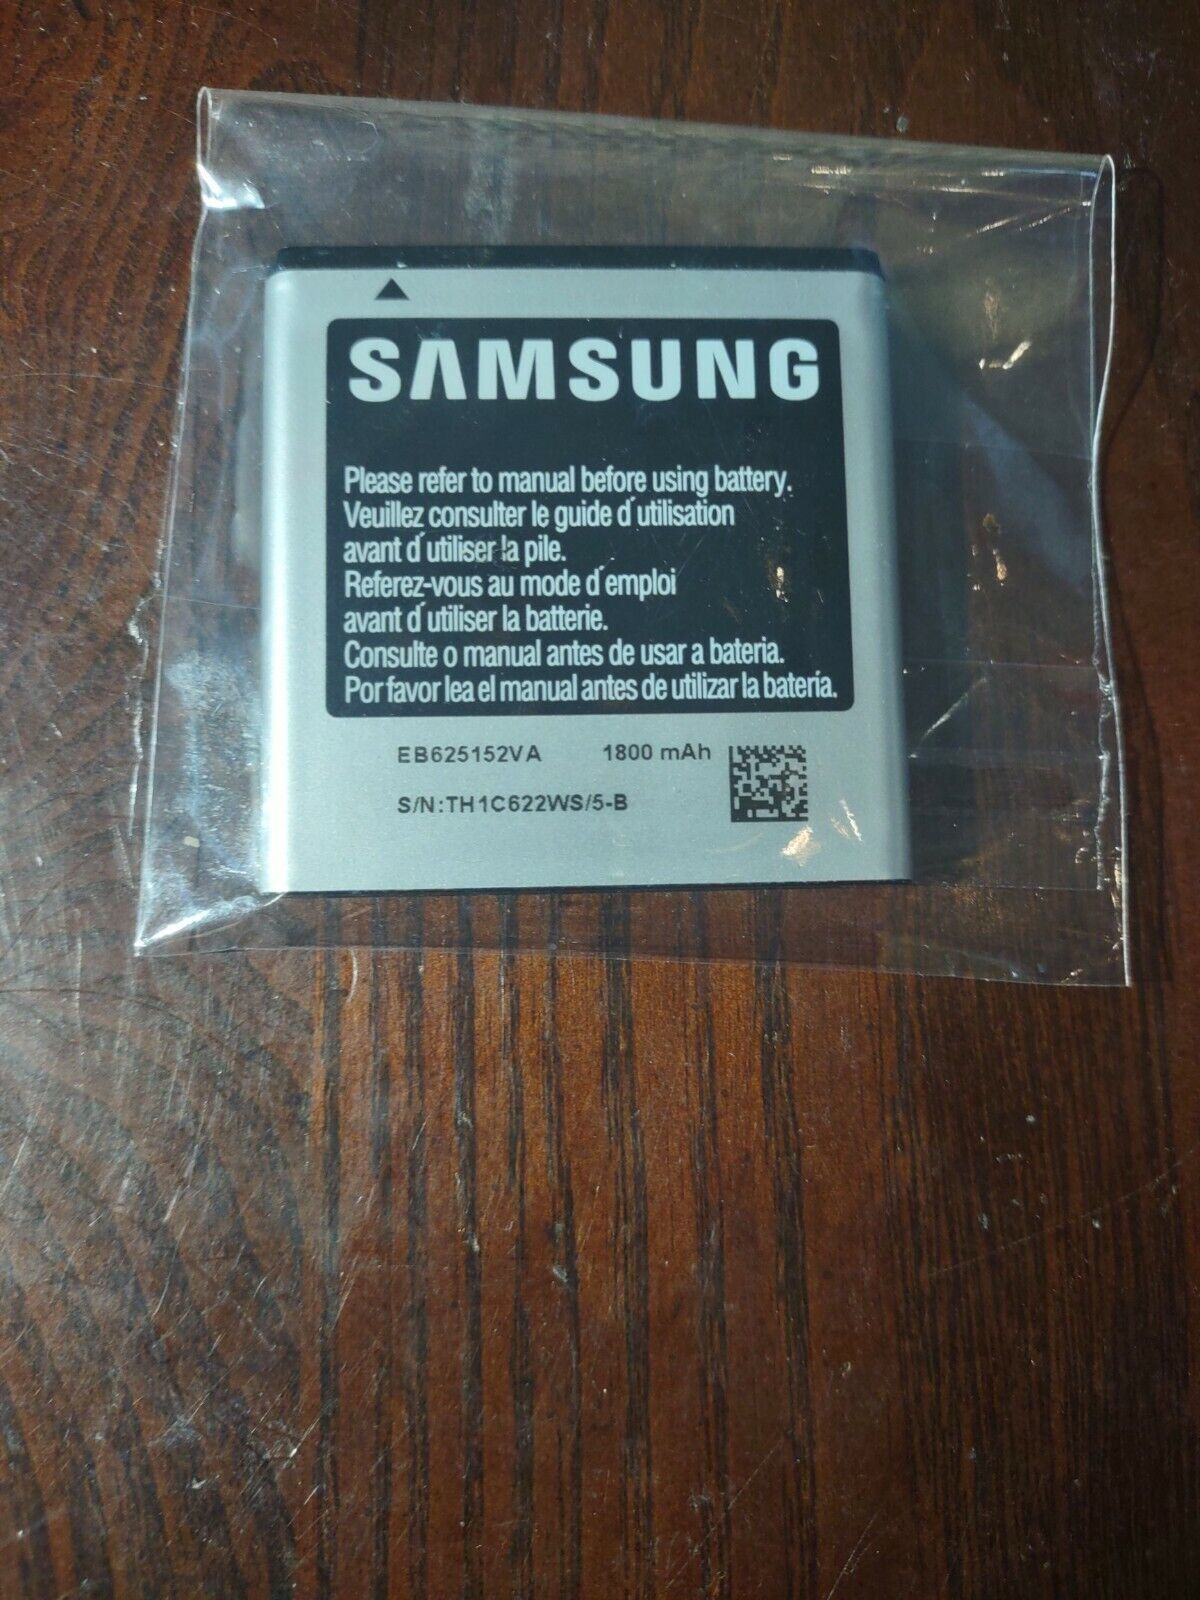 SAMSUNG
Please refer to manual before using battery.
Veuillez consulter le guide d´utilisation
avant d´utiliser la pile.
Referez-vous au mode d´emploi
avant d´utiliser la batterie.
Consulte o manual antes de usar a bateria.
Por favor lea el manual antes de utilizar la batería.
EB625152VA 1800 mAh
S/N:TH1C622WS/5-B